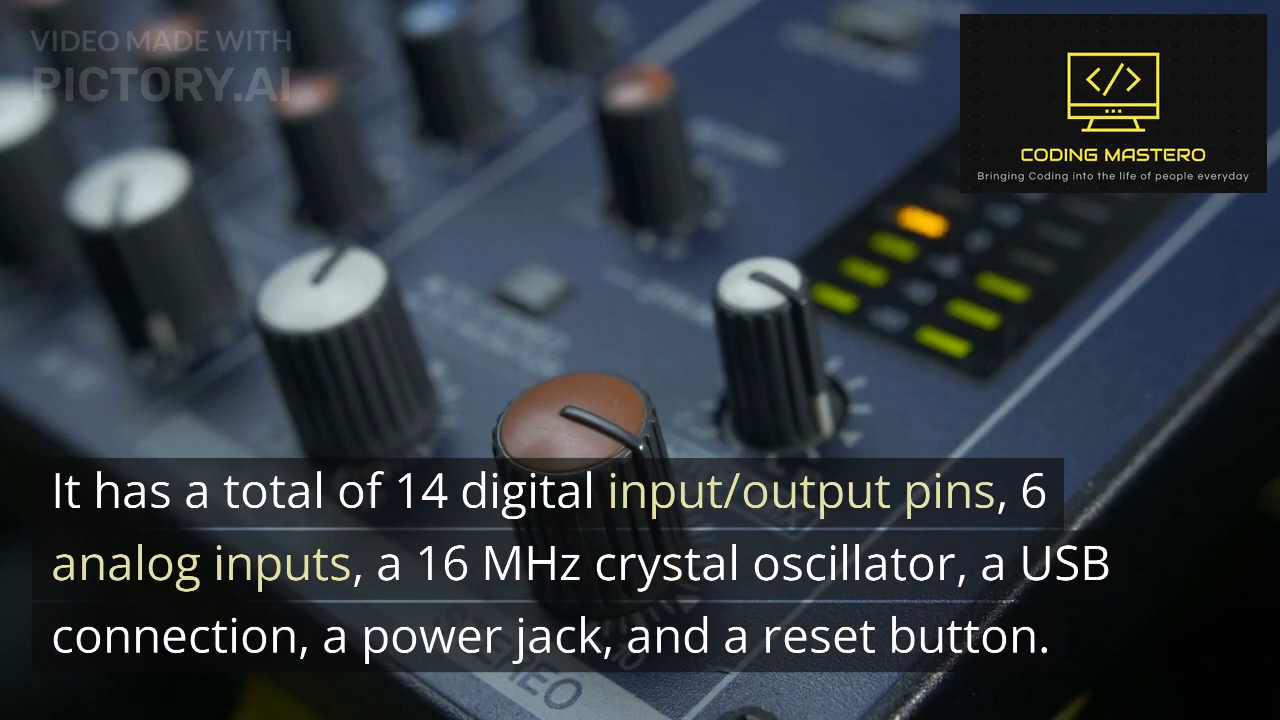 VIDEO MADE WITH
PICTORY.AI
</>
CODING MASTERO
Bringing Coding into the life of people everyday
It has a total of 14 digital input/output pins, 6
analog inputs, a 16 MHz crystal oscillator, a USB
connection, a power jack, and a reset button.